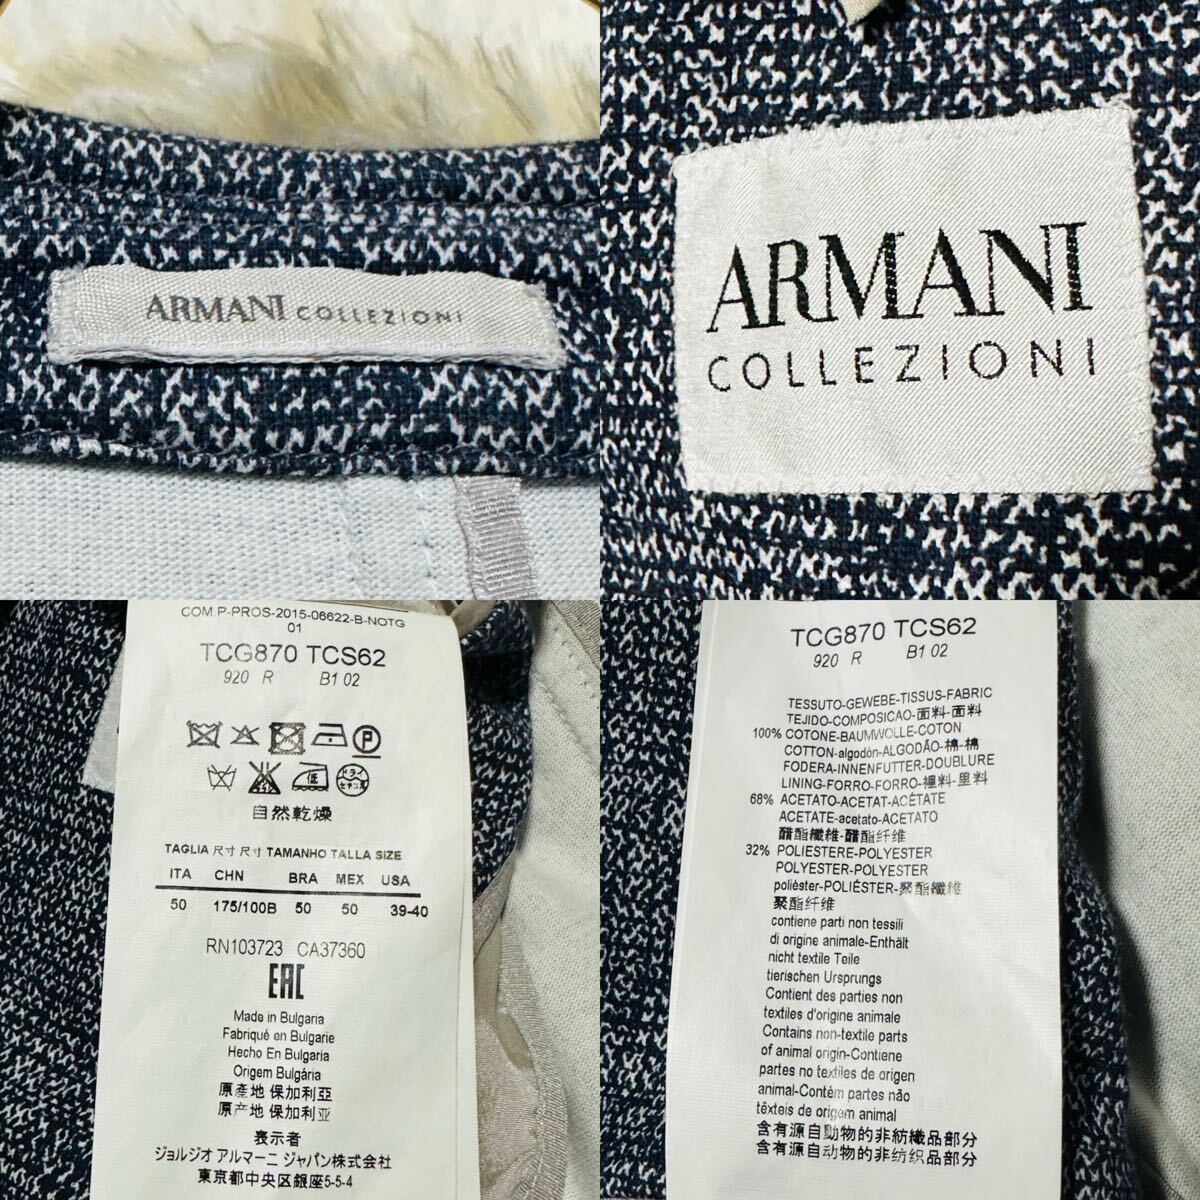 ARMANI COLLEZIONI
ARMANI
COLLEZIONI
COM.P-PROS-2015-06622-B-NOTG
01
TCG870 TCS62
920 R B1 02
自然乾燥
TAGLIA 尺寸 尺寸 TAMANHO TALLA SIZE
ITA CHN BRA MEX USA
50 175/100B 50 50 39-40
RN103723 CA37360
EAC
Made in Bulgaria
Fabriqué en Bulgarie
Hecho En Bulgaria
Origem Bulgária
原產地 保加利亞
原产地 保加利亚
表示者
ジョルジオ アルマーニ ジャパン株式会社
東京都中央区銀座5-5-4
TCG870 TCS62
920 R B1 02
TESSUTO-GEWEBE-TISSUS-FABRIC
TEJIDO-COMPOSICAO-面料-面料
100% COTONE-BAUMWOLLE-COTON
COTTON-algodón-ALGODÃO-棉-棉
FODERA-INNENFUTTER-DOUBLURE
LINING-FORRO-FORRO-裡料-里料
68% ACETATO-ACETAT-ACÉTATE
ACETATE-acetato-ACETATO
醋酯纖維-醋酯纤维
32% POLIESTERE-POLYESTER
POLYESTER-POLYESTER
poliéster-POLIÉSTER-聚酯纖維
聚酯纤维
contiene parti non tessili
di origine animale-Enthält
nicht textile Teile
tierischen Ursprungs
Contient des parties non
textiles d'origine animale
Contains non-textile parts
of animal origin-Contiene
partes no textiles de origen
animal-Contém partes não
têxteis de origem animal
含有源自動物的非紡織品部分
含有源自动物的非纺织品部分